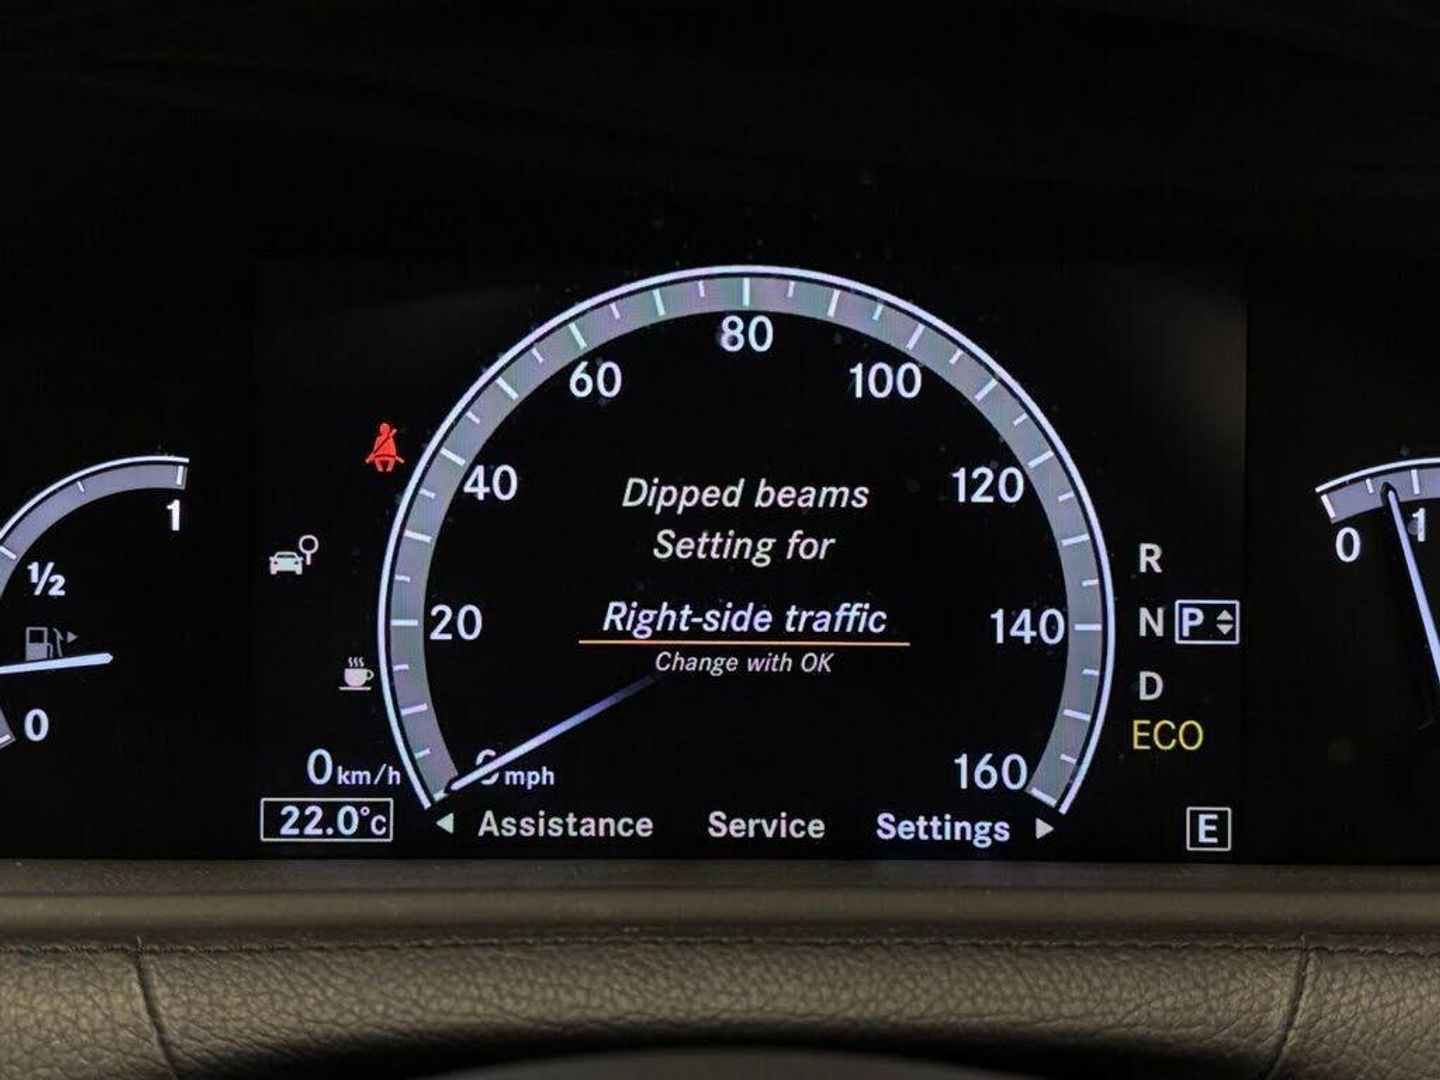 80
60
100
40
120
Dipped beams
Setting for
1
½
0
1
R
Right-side traffic
20
140
N P
Change with OK
D
0
ECO
0 km/h
mph
160
22.0°C
Assistance Service Settings
E